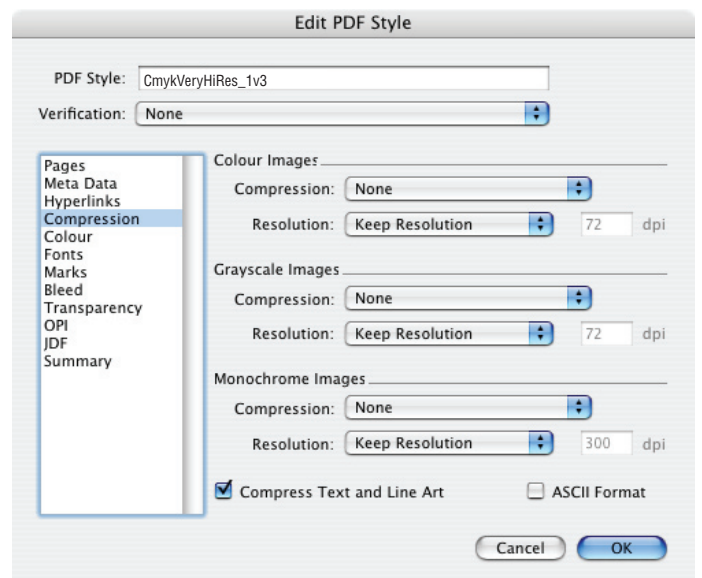 Edit PDF Style
PDF Style: CmykVeryHiRes_1v3
Verification: None
Pages
Meta Data
Hyperlinks
Compression
Colour
Fonts
Marks
Bleed
Transparency
OPI
JDF
Summary
Colour Images
Compression: None
Resolution: Keep Resolution 72 dpi
Grayscale Images
Compression: None
Resolution: Keep Resolution 72 dpi
Monochrome Images
Compression: None
Resolution: Keep Resolution 300 dpi
Compress Text and Line Art ASCII Format
Cancel OK